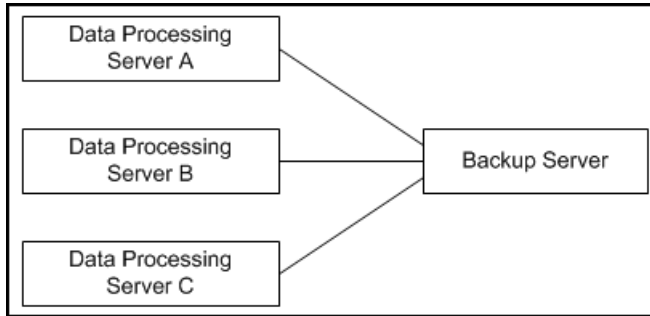 Data Processing
Server A
Data Processing
Server B
Backup Server
Data Processing
Server C